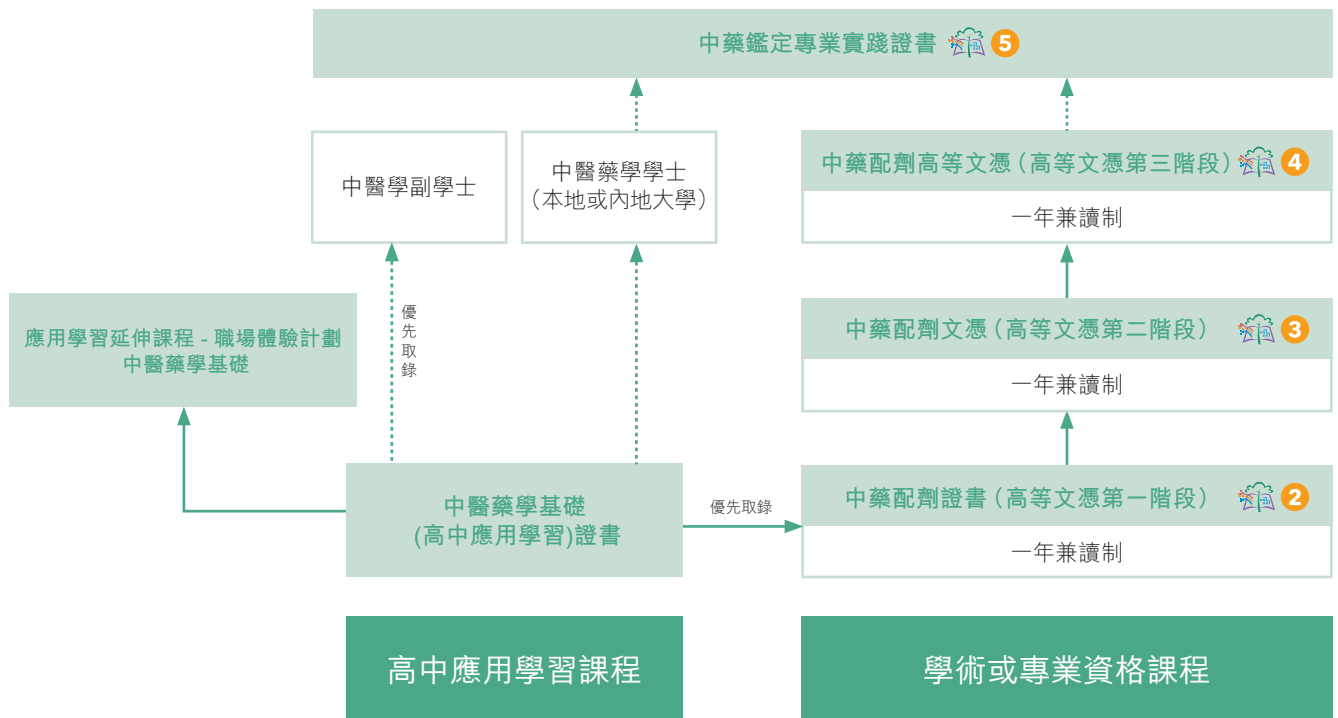 中藥鑑定專業實踐證書 5
中醫學副學士
中醫藥學學士
（本地或內地大學）
中藥配劑高等文憑（高等文憑第三階段） 4
一年兼讀制
應用學習延伸課程 - 職場體驗計劃
中醫藥學基礎
優先取錄
中藥配劑文憑（高等文憑第二階段） 3
一年兼讀制
中醫藥學基礎
(高中應用學習)證書
優先取錄
中藥配劑證書（高等文憑第一階段） 2
一年兼讀制
高中應用學習課程
學術或專業資格課程